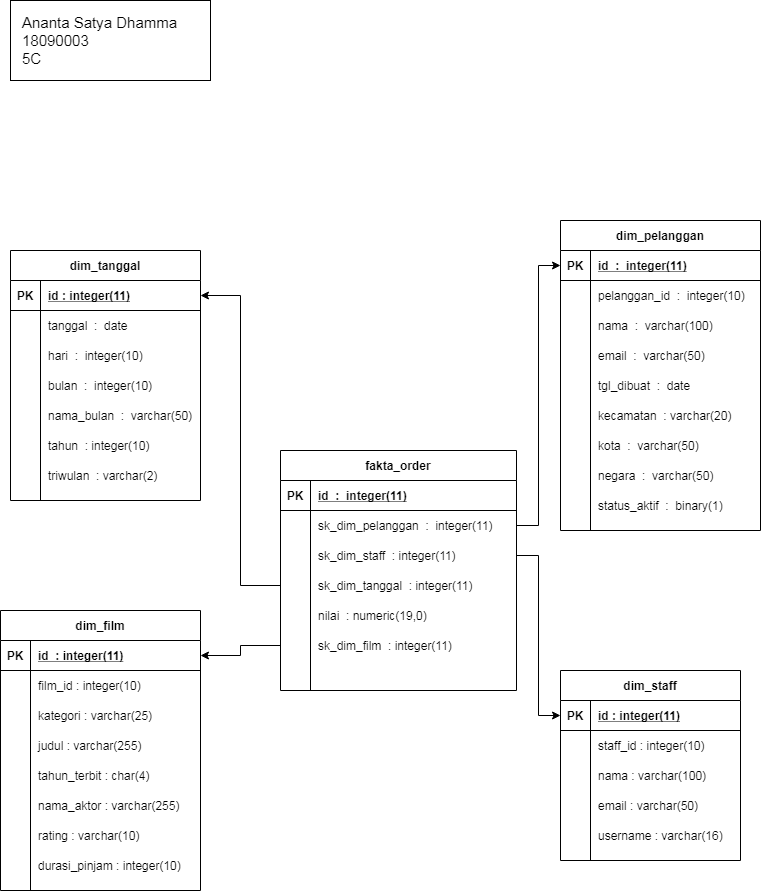 Ananta Satya Dhamma
18090003
5C
dim_tanggal
PK id : integer(11)
tanggal : date
hari : integer(10)
bulan : integer(10)
nama_bulan : varchar(50)
tahun : integer(10)
triwulan : varchar(2)
dim_pelanggan
PK id : integer(11)
pelanggan_id : integer(10)
nama : varchar(100)
email : varchar(50)
tgl_dibuat : date
kecamatan : varchar(20)
kota : varchar(50)
negara : varchar(50)
status_aktif : binary(1)
fakta_order
PK id : integer(11)
sk_dim_pelanggan : integer(11)
sk_dim_staff : integer(11)
sk_dim_tanggal : integer(11)
nilai : numeric(19,0)
sk_dim_film : integer(11)
dim_film
PK id : integer(11)
film_id : integer(10)
kategori : varchar(25)
judul : varchar(255)
tahun_terbit : char(4)
nama_aktor : varchar(255)
rating : varchar(10)
durasi_pinjam : integer(10)
dim_staff
PK id : integer(11)
staff_id : integer(10)
nama : varchar(100)
email : varchar(50)
username : varchar(16)